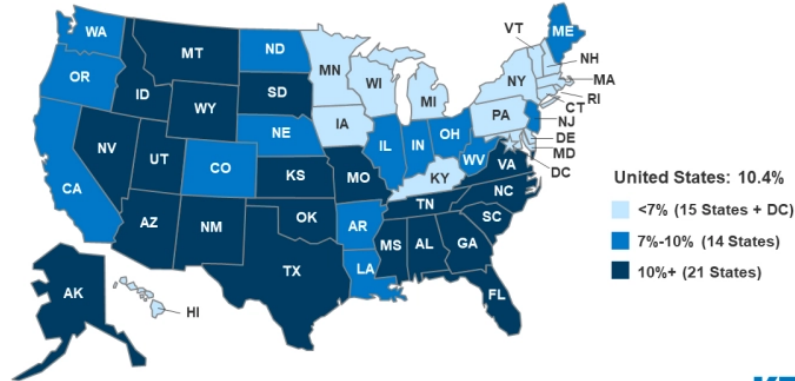 WA
OR
CA
NV
ID
MT
WY
UT
CO
AZ
NM
ND
SD
NE
KS
OK
TX
MN
IA
MO
AR
LA
WI
IL
MI
IN
OH
KY
TN
MS
AL
GA
FL
SC
NC
VA
WV
PA
NY
VT
ME
NH
MA
RI
CT
NJ
DE
MD
DC
AK
HI
United States: 10.4%
<7% (15 States + DC)
7%-10% (14 States)
10%+ (21 States)